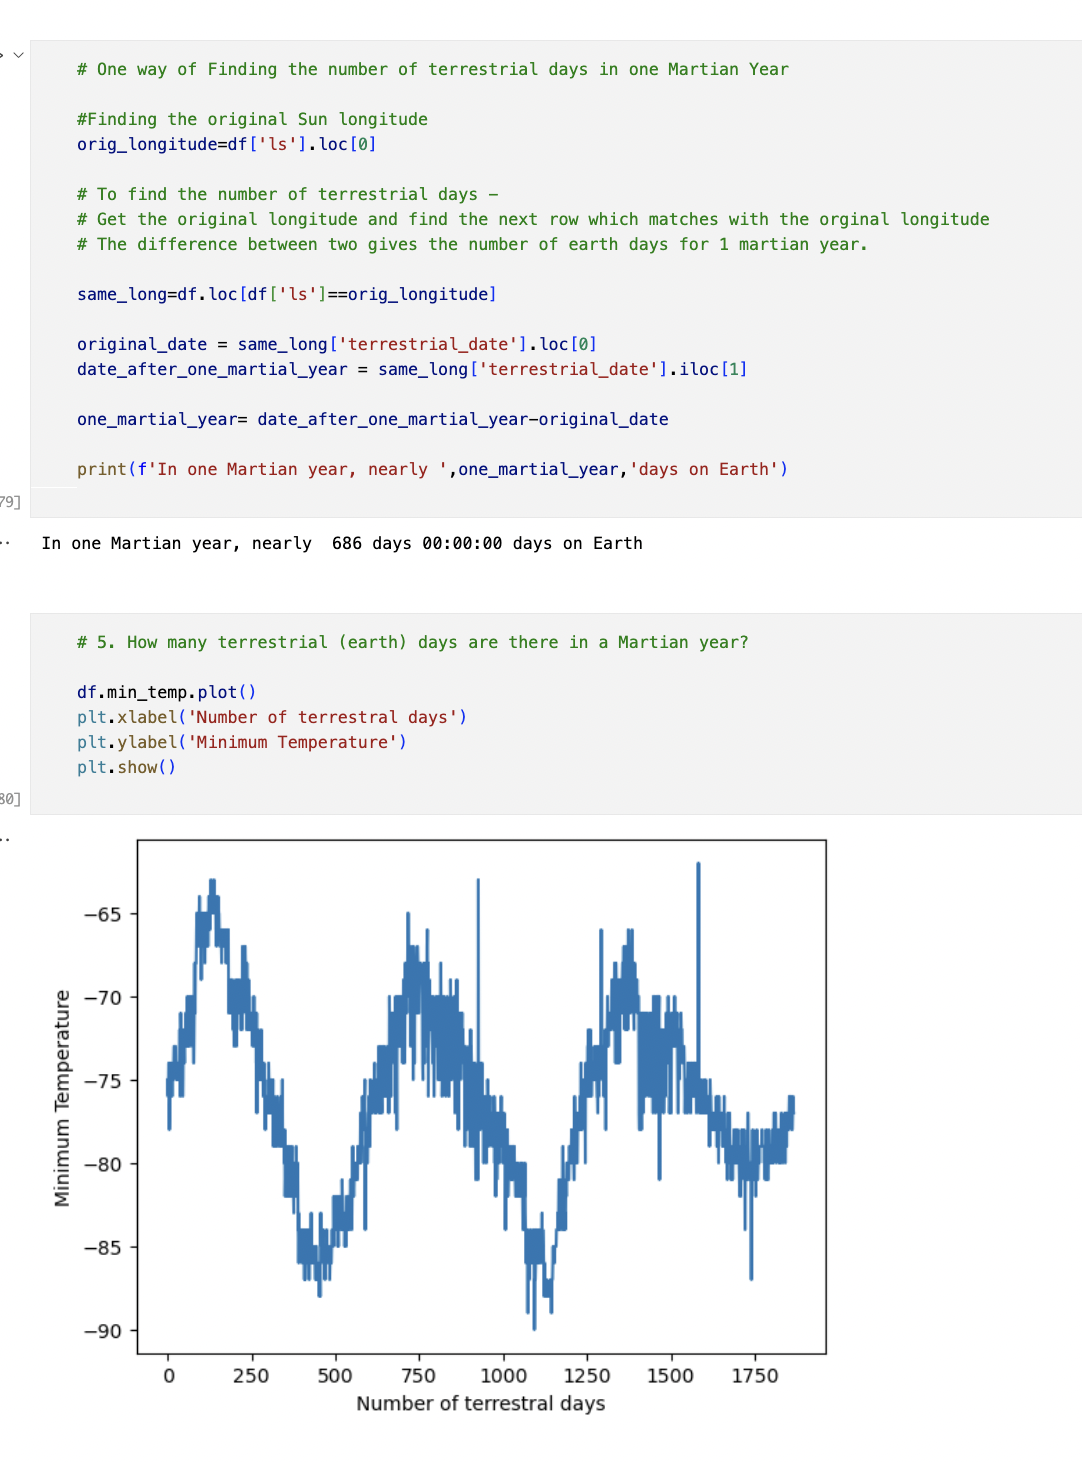 # One way of Finding the number of terrestrial days in one Martian Year
#Finding the original Sun longitude
orig_longitude=df['ls'].loc[0]
# To find the number of terrestrial days –
# Get the original longitude and find the next row which matches with the orginal longitude
# The difference between two gives the number of earth days for 1 martian year.
same_long=df.loc[df['ls']==orig_longitude]
original_date = same_long['terrestrial_date'].loc[0]
date_after_one_martial_year = same_long['terrestrial_date'].iloc[1]
one_martial_year= date_after_one_martial_year-original_date
print(f'In one Martian year, nearly ',one_martial_year,'days on Earth')
79]
In one Martian year, nearly  686 days 00:00:00 days on Earth
# 5. How many terrestrial (earth) days are there in a Martian year?
df.min_temp.plot()
plt.xlabel('Number of terrestral days')
plt.ylabel('Minimum Temperature')
plt.show()
80]
−65
−70
−75
−80
−85
−90
Minimum Temperature
0 250 500 750 1000 1250 1500 1750
Number of terrestral days